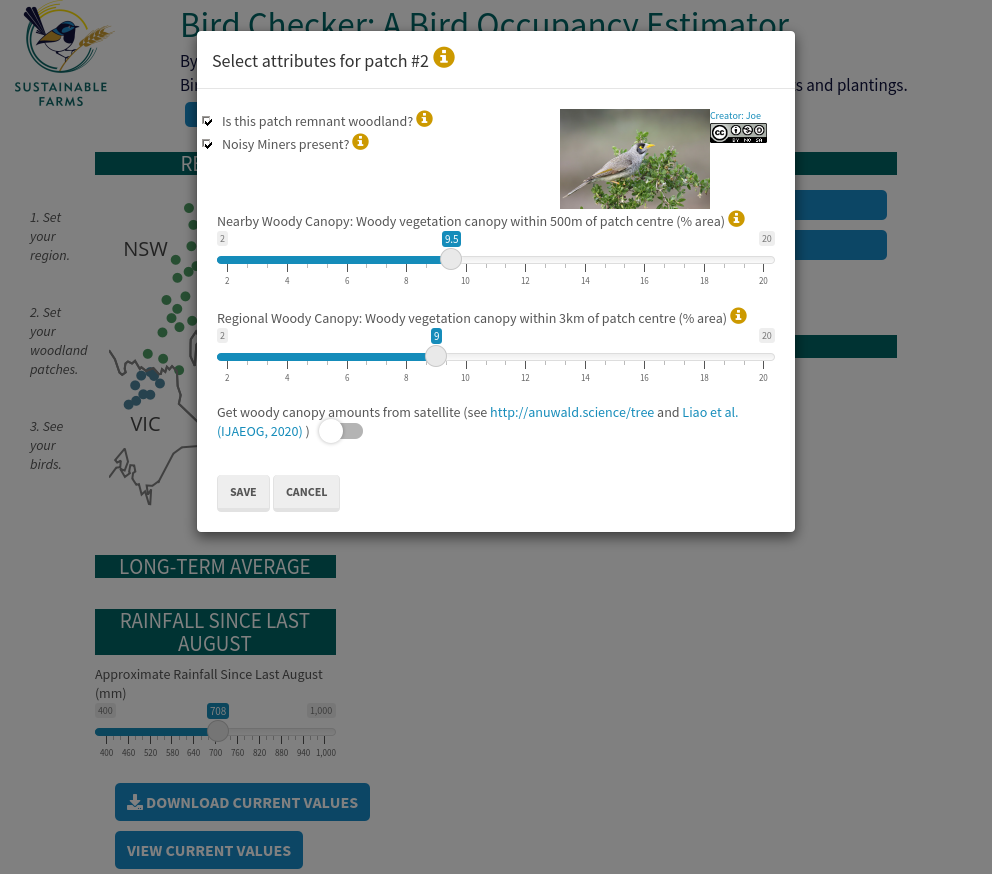 Bird Checker: A Bird Occupancy Estimator
SUSTAINABLE
FARMS
By
Bir
s and plantings.
Select attributes for patch #2
Is this patch remnant woodland?
Noisy Miners present?
Creator: Joe
CC
BY NC SA
Nearby Woody Canopy: Woody vegetation canopy within 500m of patch centre (% area)
2 9.5 20
2 4 6 8 10 12 14 16 18 20
Regional Woody Canopy: Woody vegetation canopy within 3km of patch centre (% area)
2 9 20
2 4 6 8 10 12 14 16 18 20
Get woody canopy amounts from satellite (see http://anuwald.science/tree and Liao et al.
(IJAEOG, 2020) )
SAVE CANCEL
RE
1. Set
your
region.
2. Set
your
woodland
patches.
3. See
your
birds.
NSW
VIC
LONG-TERM AVERAGE
RAINFALL SINCE LAST
AUGUST
Approximate Rainfall Since Last August
(mm)
400 708 1,000
400 460 520 580 640 700 760 820 880 940 1,000
DOWNLOAD CURRENT VALUES
VIEW CURRENT VALUES